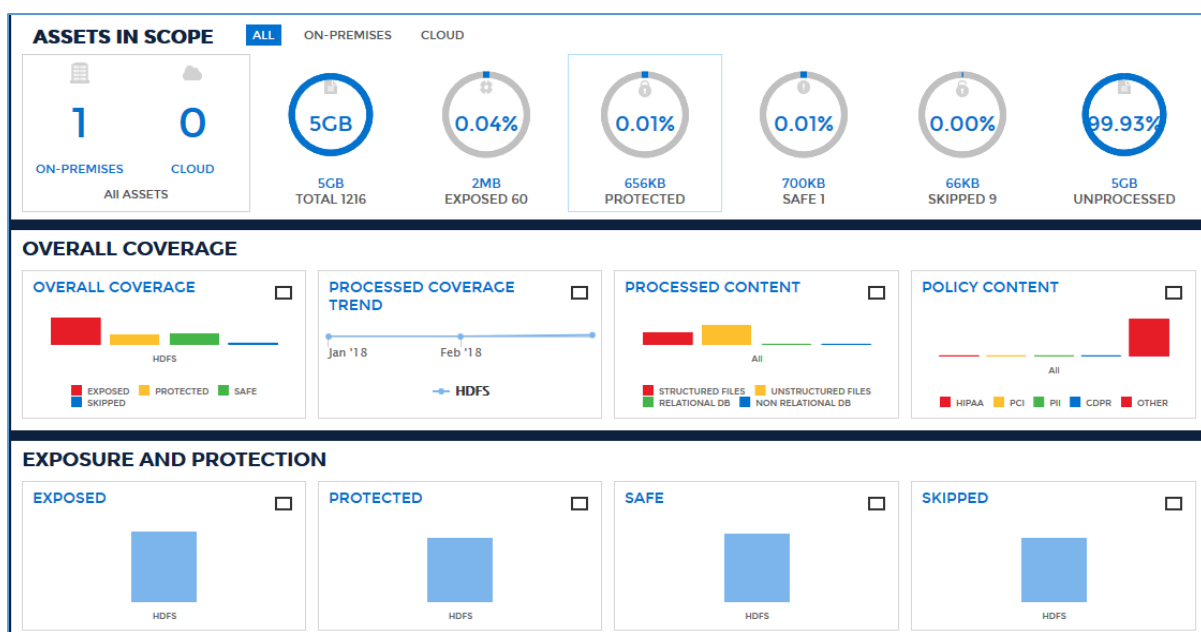 ASSETS IN SCOPE ALL ON-PREMISES CLOUD
1 0
ON-PREMISES CLOUD
All ASSETS
5GB
5GB
TOTAL 1216
0.04%
2MB
EXPOSED 60
0.01%
656KB
PROTECTED
0.01%
700KB
SAFE 1
0.00%
66KB
SKIPPED 9
99.93%
5GB
UNPROCESSED
OVERALL COVERAGE
OVERALL COVERAGE
HDFS
EXPOSED PROTECTED SAFE
SKIPPED
PROCESSED COVERAGE
TREND
Jan '18 Feb '18
HDFS
PROCESSED CONTENT
All
STRUCTURED FILES UNSTRUCTURED FILES
RELATIONAL DB NON RELATIONAL DB
POLICY CONTENT
All
HIPAA PCI PII GDPR OTHER
EXPOSURE AND PROTECTION
EXPOSED
HDFS
PROTECTED
HDFS
SAFE
HDFS
SKIPPED
HDFS